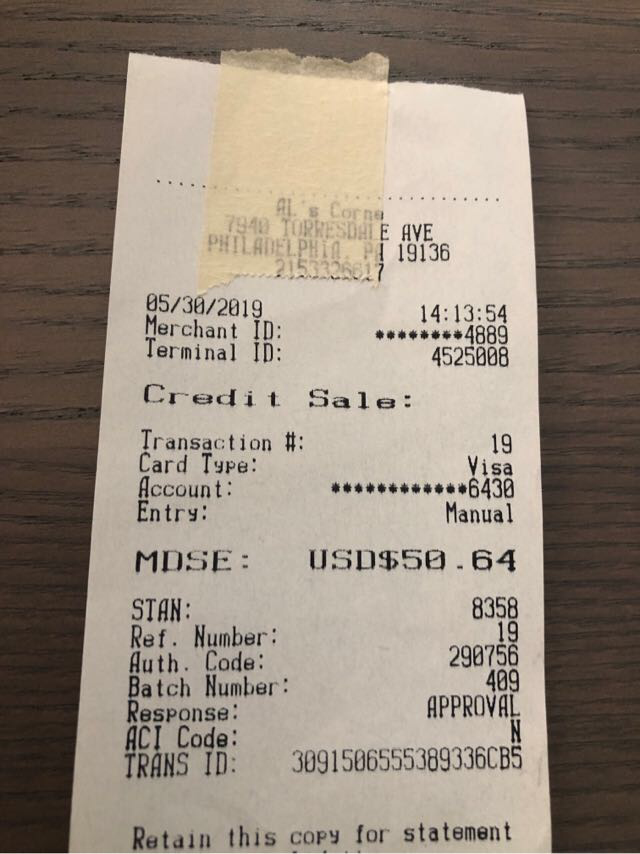 AL's Corne
7940 TORRESDALE AVE
PHILADELPHIA, PA 19136
2153326617
05/30/2019 14:13:54
Merchant ID: ********4889
Terminal ID: 4525008
Credit Sale:
Transaction #: 19
Card Type: Visa
Account: ************6430
Entry: Manual
MDSE: USD$50.64
STAN: 8358
Ref. Number: 19
Auth. Code: 290756
Batch Number: 409
Response: APPROVAL
ACI Code: N
TRANS ID: 3091506555389336CB5
Retain this copy for statement